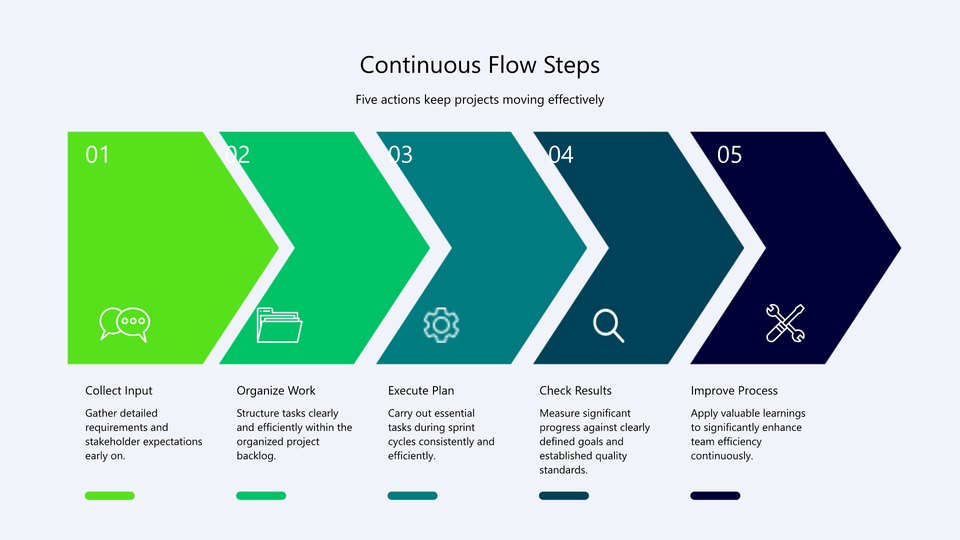 Continuous Flow Steps
Five actions keep projects moving effectively
01
02
03
04
05
Collect Input
Gather detailed
requirements and
stakeholder expectations
early on.
Organize Work
Structure tasks clearly
and efficiently within the
organized project
backlog.
Execute Plan
Carry out essential
tasks during sprint
cycles consistently and
efficiently.
Check Results
Measure significant
progress against clearly
defined goals and
established quality
standards.
Improve Process
Apply valuable learnings
to significantly enhance
team efficiency
continuously.